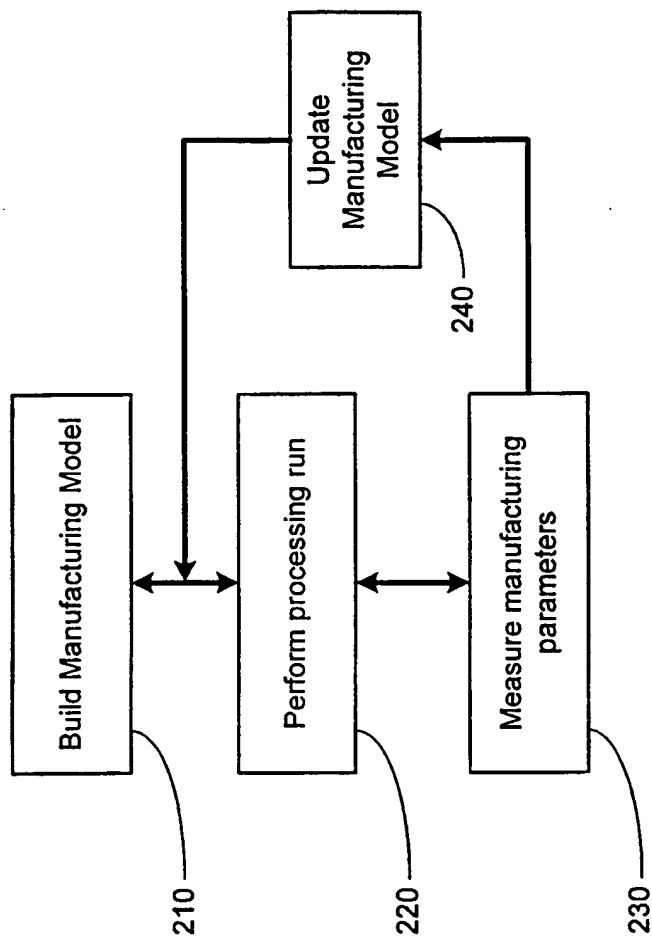 Build Manufacturing Model
210
Perform processing run
220
Measure manufacturing
parameters
230
Update
Manufacturing
Model
240